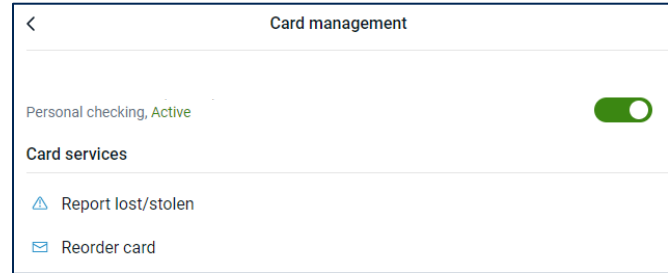 Card management
Personal checking, Active
Card services
Report lost/stolen
Reorder card